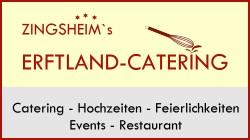 ZINGSHEIM`s
ERFTLAND-CATERING
Catering - Hochzeiten - Feierlichkeiten
Events - Restaurant